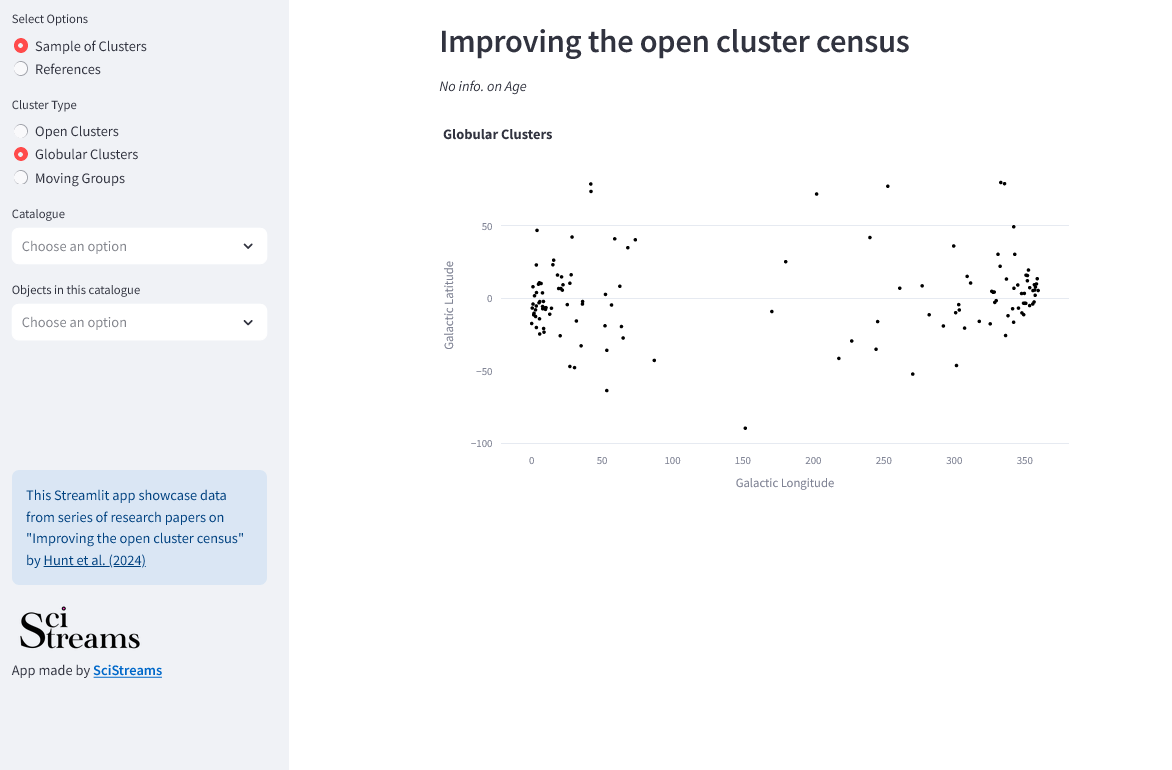 Select Options
Sample of Clusters
References
Cluster Type
Open Clusters
Globular Clusters
Moving Groups
Catalogue
Choose an option
Objects in this catalogue
Choose an option
This Streamlit app showcase data
from series of research papers on
"Improving the open cluster census"
by Hunt et al. (2024)
Sci
Streams
App made by SciStreams
Improving the open cluster census
No info. on Age
Globular Clusters
Galactic Latitude
50
0
−50
−100
0 50 100 150 200 250 300 350
Galactic Longitude